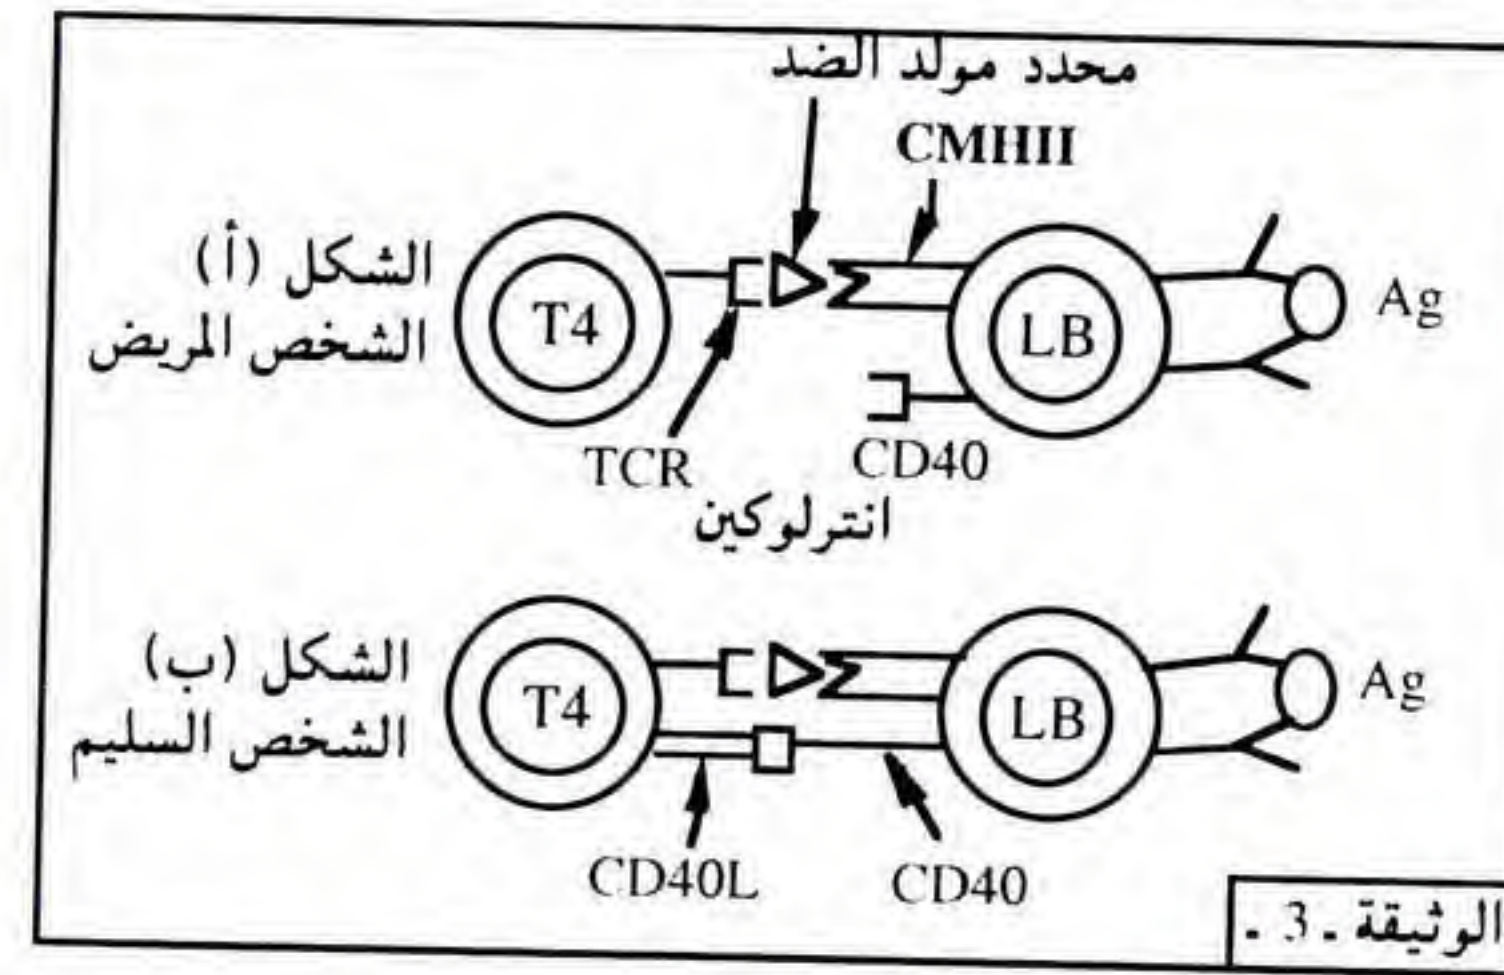 محدد مولد الضد
CMHII
الشكل (أ)
الشخص المريض
T4
LB
Ag
TCR
CD40
انترلوكين
الشكل (ب)
الشخص السليم
T4
LB
Ag
CD40L
CD40
الوثيقة ـ 3 ـ